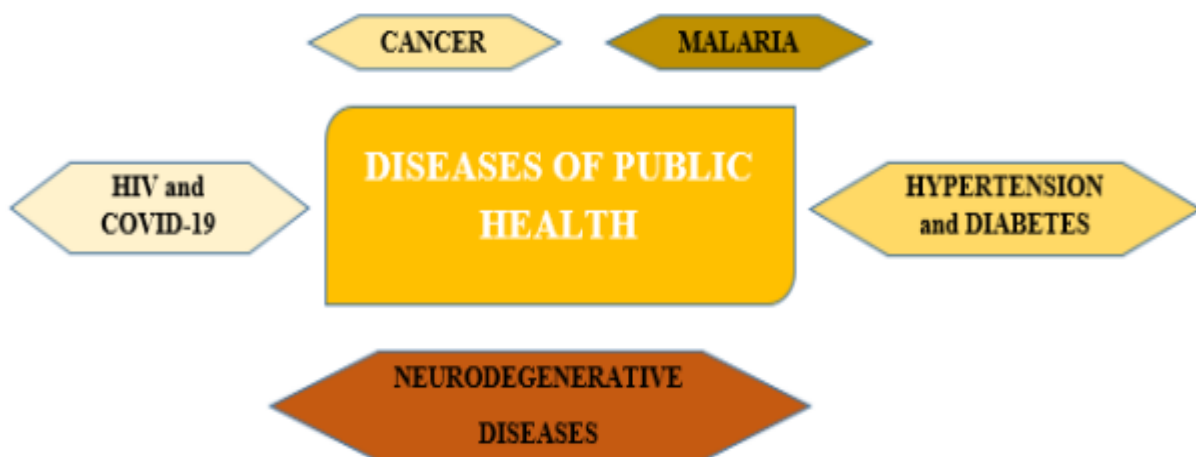 CANCER
MALARIA
DISEASES OF PUBLIC
HEALTH
HIV and
COVID-19
HYPERTENSION
and DIABETES
NEURODEGENERATIVE
DISEASES